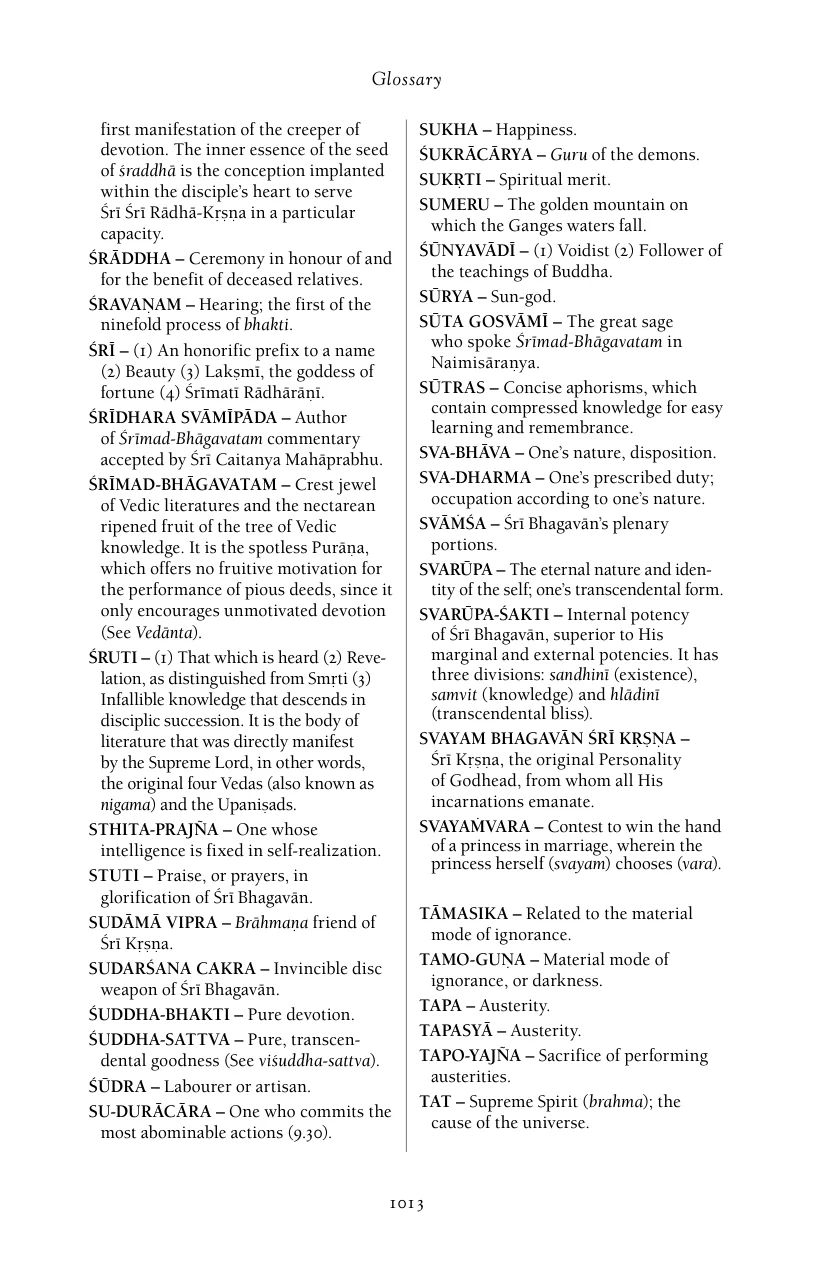 Glossary
first manifestation of the creeper of
devotion. The inner essence of the seed
of śraddhā is the conception implanted
within the disciple's heart to serve
Śrī Śrī Rādhā-Kṛṣṇa in a particular
capacity.
ŚRĀDDHA – Ceremony in honour of and
for the benefit of deceased relatives.
ŚRAVAṆAM – Hearing; the first of the
ninefold process of bhakti.
ŚRĪ – (1) An honorific prefix to a name
(2) Beauty (3) Lakṣmī, the goddess of
fortune (4) Śrīmatī Rādhārāṇī.
ŚRĪDHARA SVĀMĪPĀDA – Author
of Śrīmad-Bhāgavatam commentary
accepted by Śrī Caitanya Mahāprabhu.
ŚRĪMAD-BHĀGAVATAM – Crest jewel
of Vedic literatures and the nectarean
ripened fruit of the tree of Vedic
knowledge. It is the spotless Purāṇa,
which offers no fruitive motivation for
the performance of pious deeds, since it
only encourages unmotivated devotion
(See Vedānta).
ŚRUTI – (1) That which is heard (2) Reve-
lation, as distinguished from Smṛti (3)
Infallible knowledge that descends in
disciplic succession. It is the body of
literature that was directly manifest
by the Supreme Lord, in other words,
the original four Vedas (also known as
nigama) and the Upaniṣads.
STHITA-PRAJÑA – One whose
intelligence is fixed in self-realization.
STUTI – Praise, or prayers, in
glorification of Śrī Bhagavān.
SUDĀMĀ VIPRA – Brāhmaṇa friend of
Śrī Kṛṣṇa.
SUDARŚANA CAKRA – Invincible disc
weapon of Śrī Bhagavān.
ŚUDDHA-BHAKTI – Pure devotion.
ŚUDDHA-SATTVA – Pure, transcen-
dental goodness (See viśuddha-sattva).
ŚŪDRA – Labourer or artisan.
SU-DURĀCĀRA – One who commits the
most abominable actions (9.30).
SUKHA – Happiness.
ŚUKRĀCĀRYA – Guru of the demons.
SUKṚTI – Spiritual merit.
SUMERU – The golden mountain on
which the Ganges waters fall.
ŚŪNYAVĀDĪ – (1) Voidist (2) Follower of
the teachings of Buddha.
SŪRYA – Sun-god.
SŪTA GOSVĀMĪ – The great sage
who spoke Śrīmad-Bhāgavatam in
Naimisāraṇya.
SŪTRAS – Concise aphorisms, which
contain compressed knowledge for easy
learning and remembrance.
SVA-BHĀVA – One's nature, disposition.
SVA-DHARMA – One's prescribed duty;
occupation according to one's nature.
SVĀṀŚA – Śrī Bhagavān's plenary
portions.
SVARŪPA – The eternal nature and iden-
tity of the self; one's transcendental form.
SVARŪPA-ŚAKTI – Internal potency
of Śrī Bhagavān, superior to His
marginal and external potencies. It has
three divisions: sandhinī (existence),
samvit (knowledge) and hlādinī
(transcendental bliss).
SVAYAM BHAGAVĀN ŚRĪ KṚṢṆA –
Śrī Kṛṣṇa, the original Personality
of Godhead, from whom all His
incarnations emanate.
SVAYAṀVARA – Contest to win the hand
of a princess in marriage, wherein the
princess herself (svayam) chooses (vara).
TĀMASIKA – Related to the material
mode of ignorance.
TAMO-GUṆA – Material mode of
ignorance, or darkness.
TAPA – Austerity.
TAPASYĀ – Austerity.
TAPO-YAJÑA – Sacrifice of performing
austerities.
TAT – Supreme Spirit (brahma); the
cause of the universe.
1013